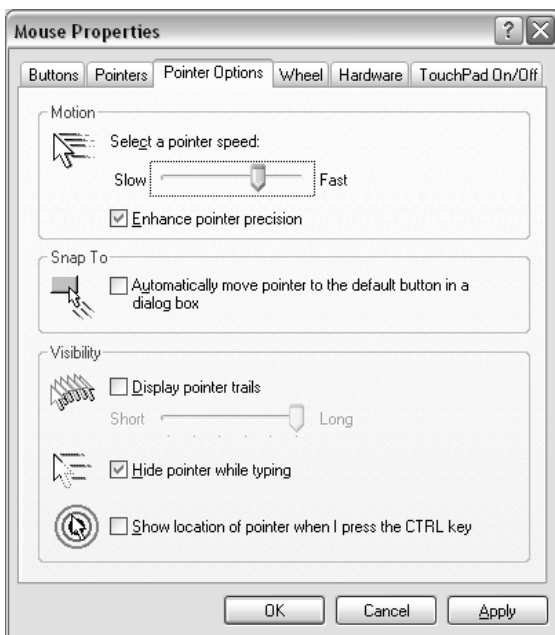 Mouse Properties
Buttons Pointers Pointer Options Wheel Hardware TouchPad On/Off
Motion
Select a pointer speed:
Slow Fast
Enhance pointer precision
Snap To
Automatically move pointer to the default button in a
dialog box
Visibility
Display pointer trails
Short Long
Hide pointer while typing
Show location of pointer when I press the CTRL key
OK Cancel Apply